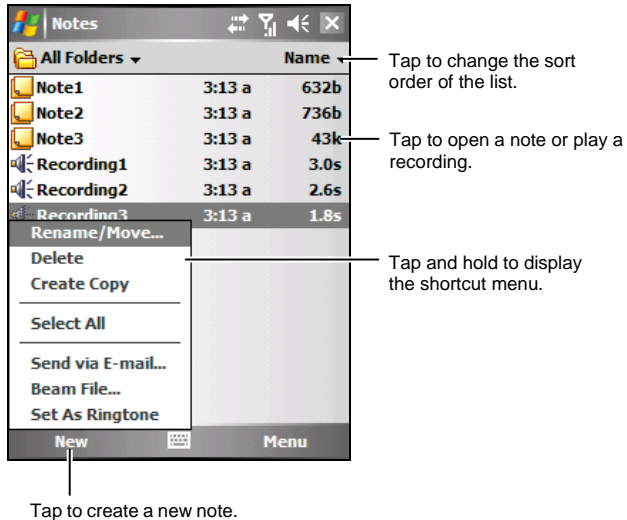 Notes
All Folders Name
Tap to change the sort
order of the list.
Note1 3:13 a 632b
Note2 3:13 a 736b
Note3 3:13 a 43k
Tap to open a note or play a
recording.
Recording1 3:13 a 3.0s
Recording2 3:13 a 2.6s
Recording3 3:13 a 1.8s
Rename/Move...
Delete
Create Copy
Tap and hold to display
the shortcut menu.
Select All
Send via E-mail...
Beam File...
Set As Ringtone
New Menu
Tap to create a new note.